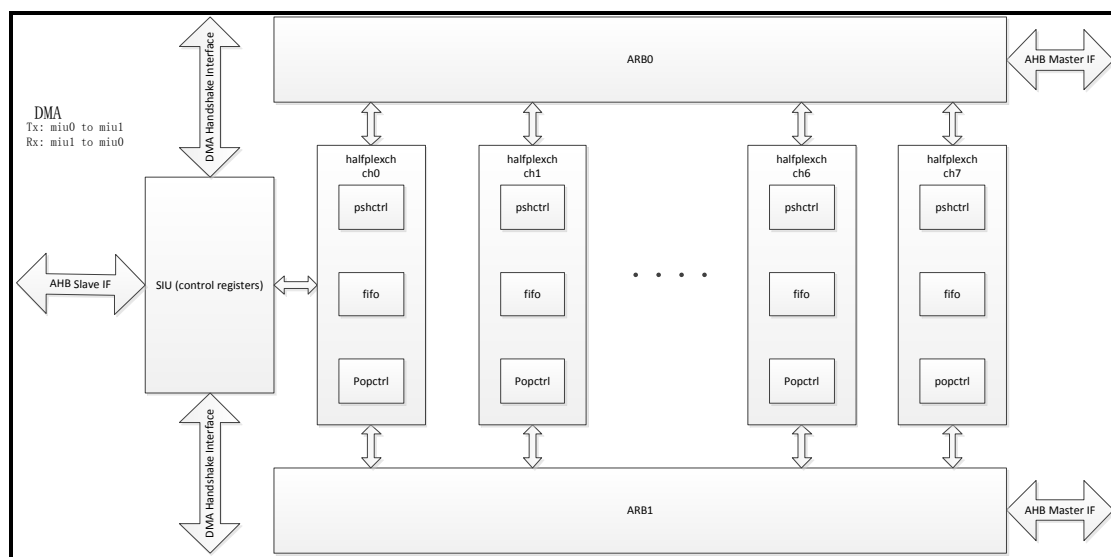 DMA Handshake Interface
ARB0
AHB Master IF
DMA
Tx: miu0 to miu1
Rx: miu1 to miu0
halfplexch
ch0
pshctrl
fifo
Popctrl
halfplexch
ch1
pshctrl
fifo
Popctrl
. . . .
halfplexch
ch6
pshctrl
fifo
Popctrl
halfplexch
ch7
pshctrl
fifo
popctrl
AHB Slave IF
SIU (control registers)
DMA Handshake Interface
ARB1
AHB Master IF